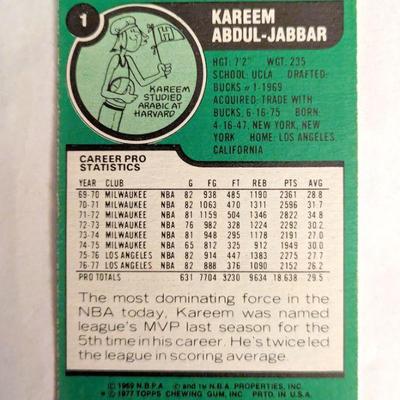 1
KAREEM
ABDUL-JABBAR
H
KAREEM
STUDIED
ARABIC AT
HARVARD
HGT: 7'2" WGT: 235
SCHOOL: UCLA DRAFTED:
BUCKS #1-1969
ACQUIRED: TRADE WITH
BUCKS, 6-16-75 BORN:
4-16-47, NEW YORK, NEW
YORK HOME: LOS ANGELES,
CALIFORNIA
CAREER PRO
STATISTICS
YEAR CLUB G FG FT REB PTS AVG
69-70 MILWAUKEE NBA 82 938 485 1190 2361 28.8
70-71 MILWAUKEE NBA 82 1063 470 1311 2596 31.7
71-72 MILWAUKEE NBA 81 1159 504 1346 2822 34.8
72-73 MILWAUKEE NBA 76 982 328 1224 2292 30.2
73-74 MILWAUKEE NBA 81 948 295 1178 2191 27.0
74-75 MILWAUKEE NBA 65 812 325 912 1949 30.0
75-76 LOS ANGELES NBA 82 914 447 1383 2275 27.7
76-77 LOS ANGELES NBA 82 888 376 1090 2152 26.2
PRO TOTALS 631 7704 3230 9634 18,638 29.5
The most dominating force in the
NBA today, Kareem was named
league's MVP last season for the
5th time in his career. He's twice led
the league in scoring average.
© 1969 N.B.P.A. ® and TM N.B.A. PROPERTIES, INC.
© 1977 TOPPS CHEWING GUM, INC. PRTD. IN U.S.A.